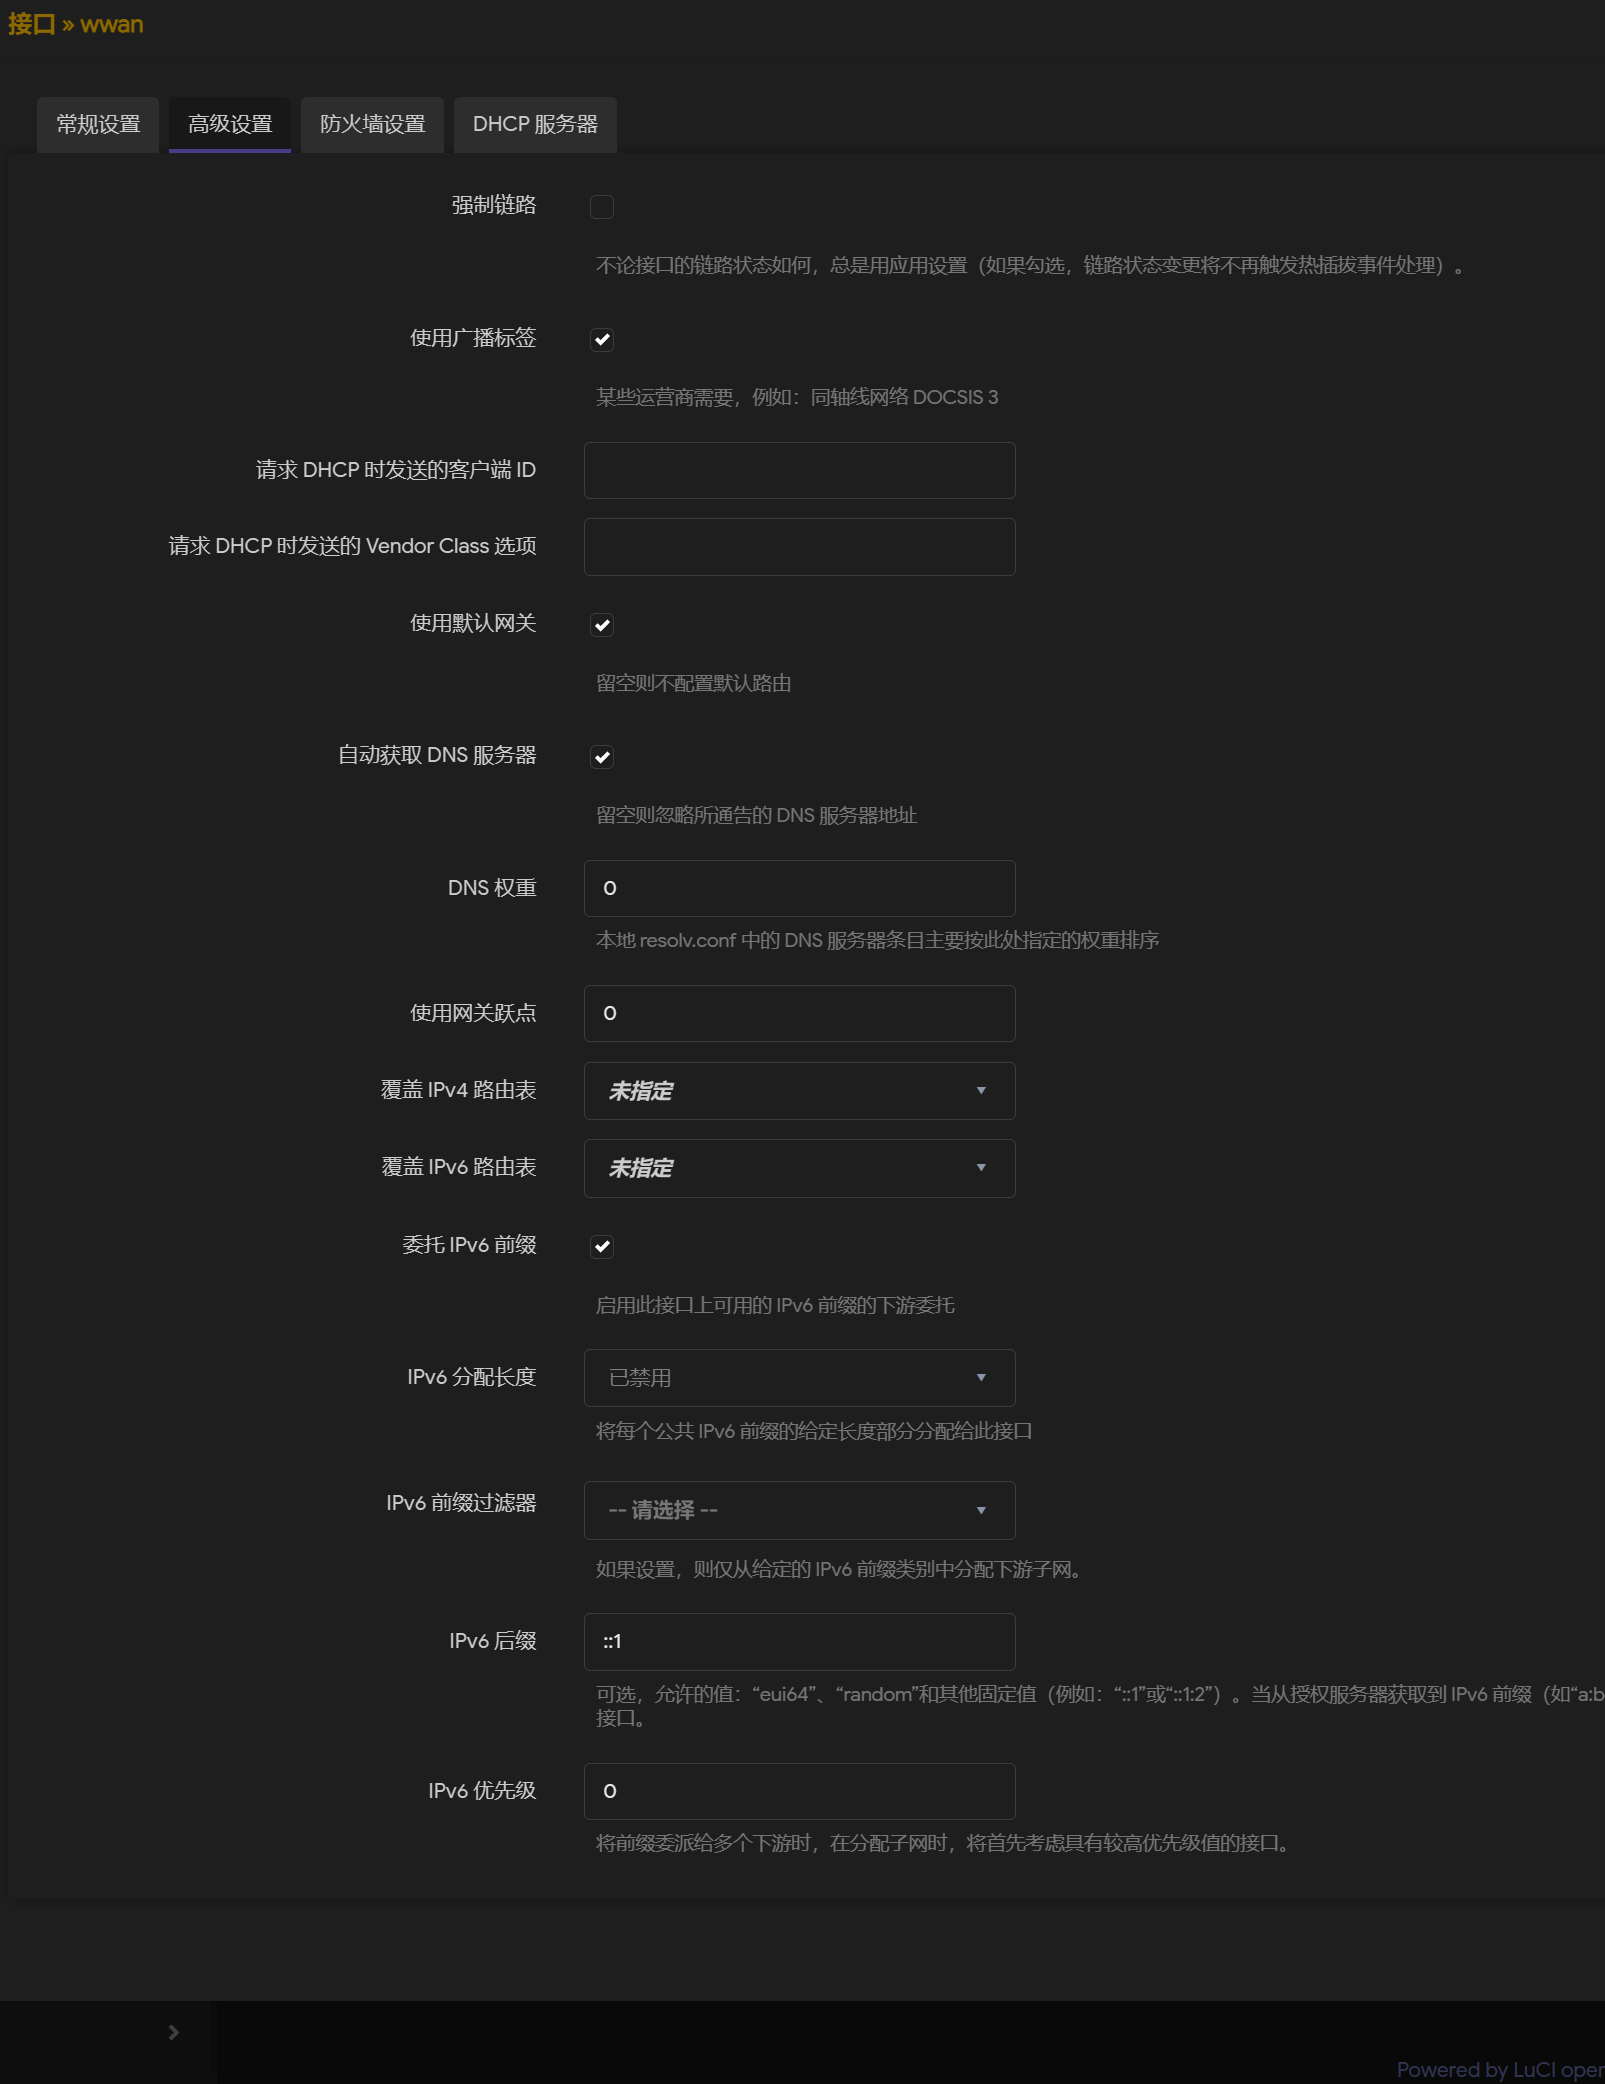 接口 » wwan
常规设置
高级设置
防火墙设置
DHCP 服务器
强制链路
不论接口的链路状态如何，总是用应用设置（如果勾选，链路状态变更将不再触发热插拔事件处理）。
使用广播标签
某些运营商需要，例如：同轴线网络 DOCSIS 3
请求 DHCP 时发送的客户端 ID
请求 DHCP 时发送的 Vendor Class 选项
使用默认网关
留空则不配置默认路由
自动获取 DNS 服务器
留空则忽略所通告的 DNS 服务器地址
DNS 权重
0
本地 resolv.conf 中的 DNS 服务器条目主要按此处指定的权重排序
使用网关跃点
0
覆盖 IPv4 路由表
未指定
覆盖 IPv6 路由表
未指定
委托 IPv6 前缀
启用此接口上可用的 IPv6 前缀的下游委托
IPv6 分配长度
已禁用
将每个公共 IPv6 前缀的给定长度部分分配给此接口
IPv6 前缀过滤器
-- 请选择 --
如果设置，则仅从给定的 IPv6 前缀类别中分配下游子网。
IPv6 后缀
::1
可选，允许的值：“eui64”、“random”和其他固定值（例如：“::1”或“::1:2”）。当从授权服务器获取到 IPv6 前缀（如“a:b
接口。
IPv6 优先级
0
将前缀委派给多个下游时，在分配子网时，将首先考虑具有较高优先级值的接口。
Powered by LuCI oper